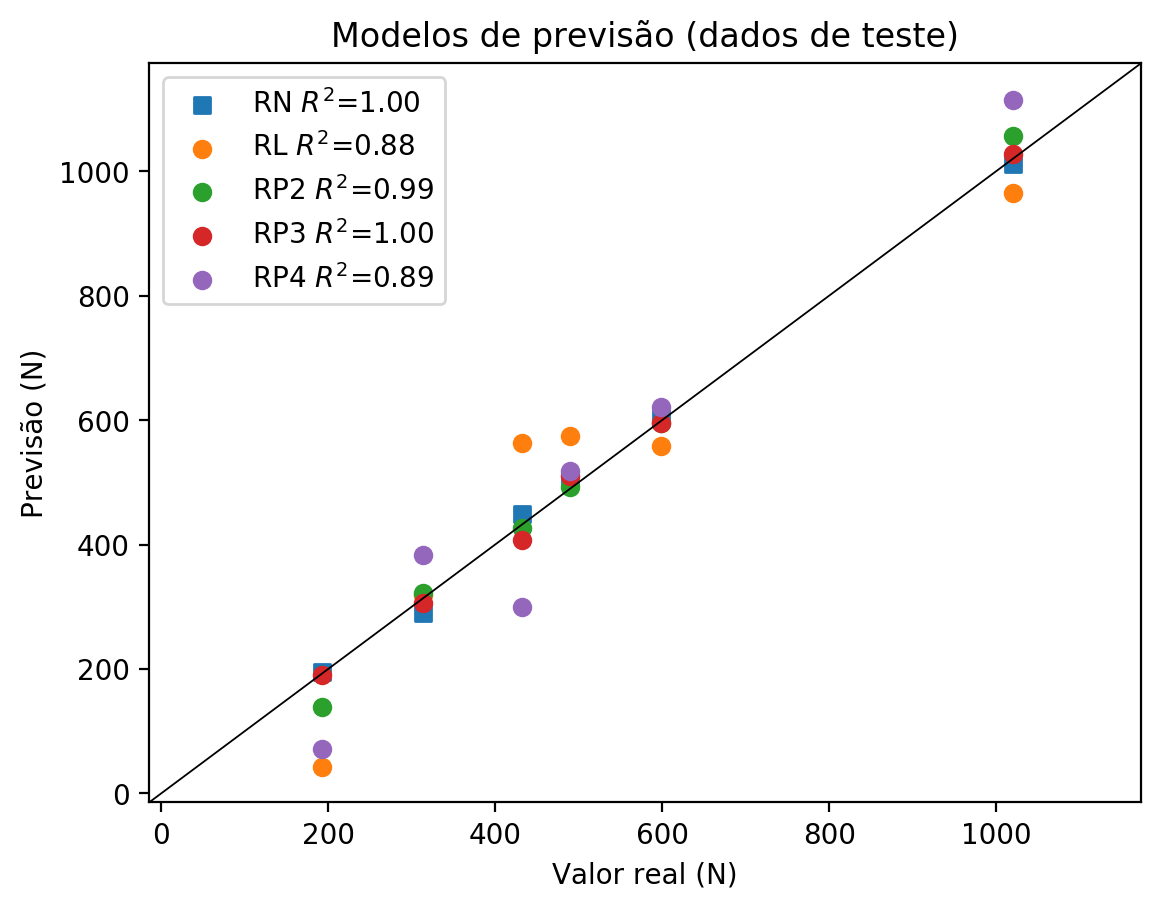 Modelos de previsão (dados de teste)
RN R²=1.00
RL R²=0.88
RP2 R²=0.99
RP3 R²=1.00
RP4 R²=0.89
1000
800
600
400
200
0
Previsão (N)
0 200 400 600 800 1000
Valor real (N)